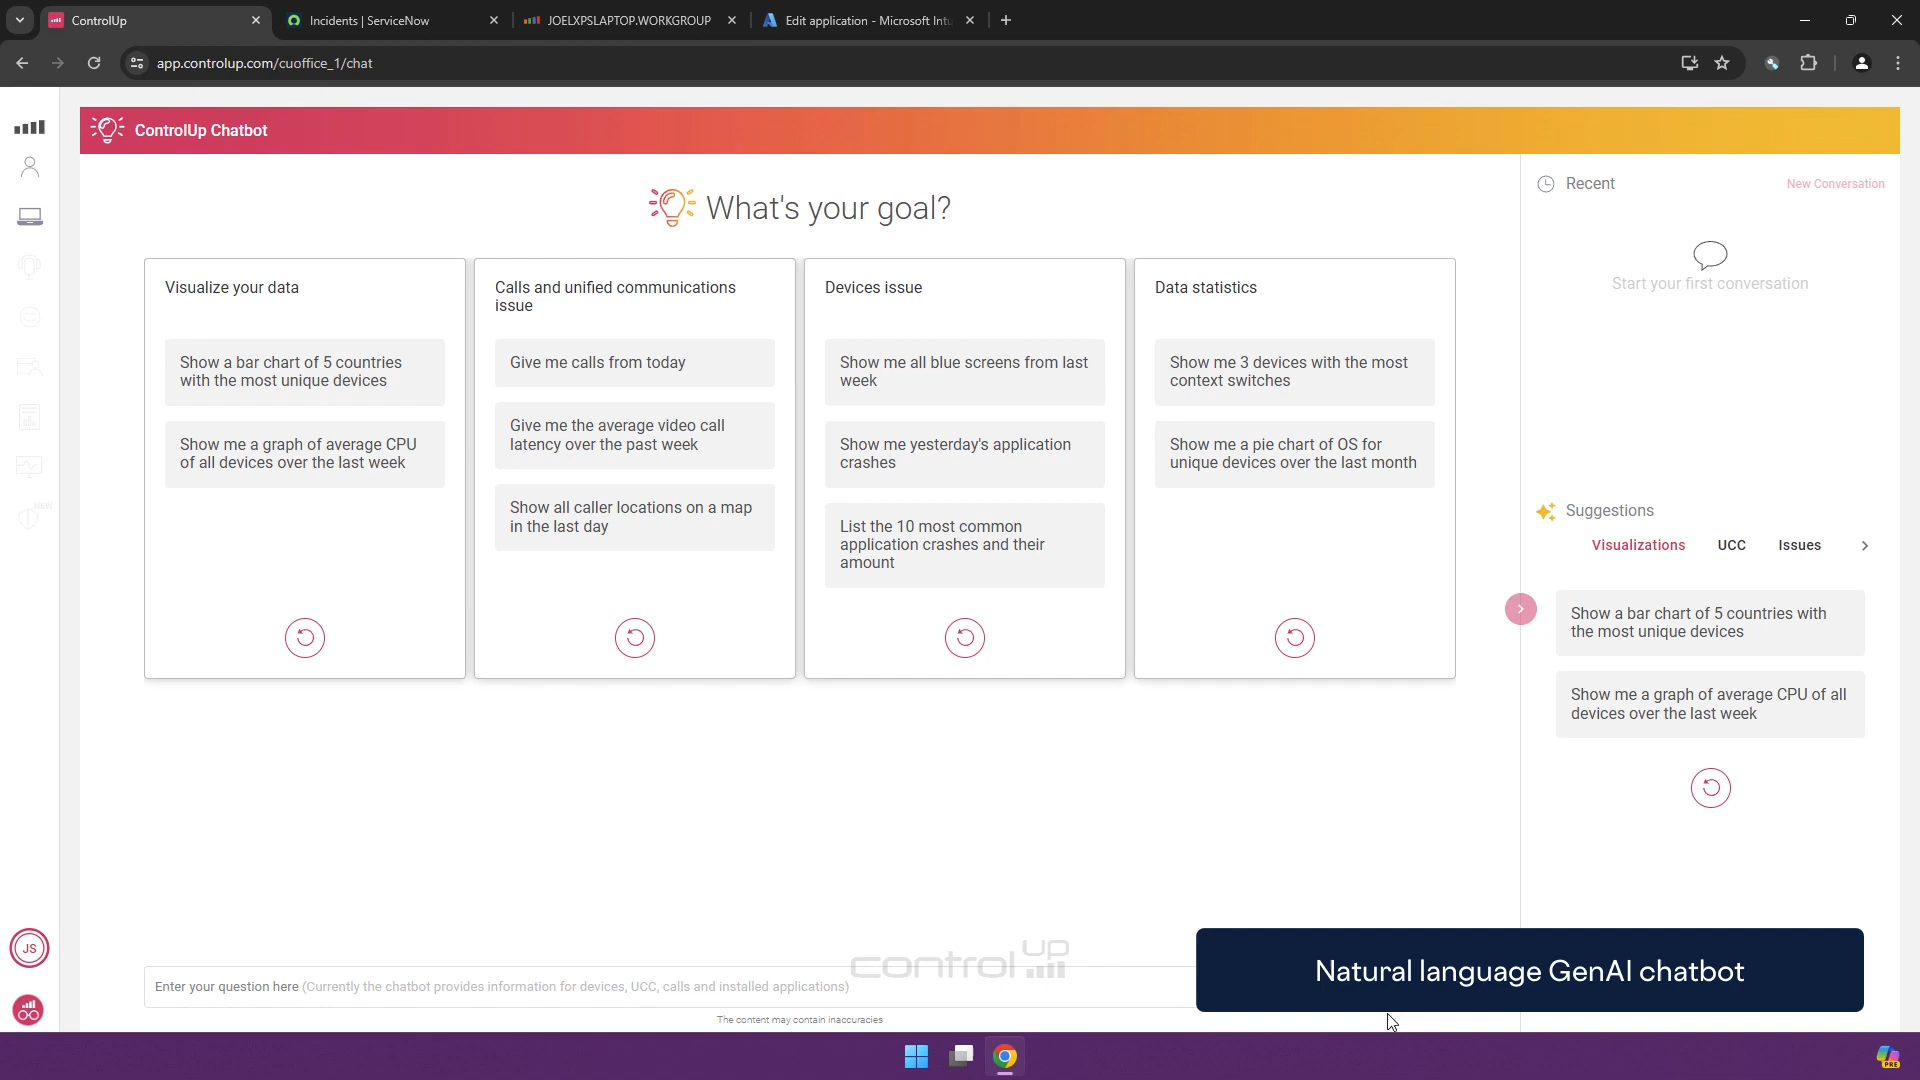 ControlUp
Incidents | ServiceNow
JOELXPSLAPTOP.WORKGROUP
Edit application - Microsoft Intu
app.controlup.com/cuoffice_1/chat
ControlUp Chatbot
What's your goal?
Visualize your data
Show a bar chart of 5 countries
with the most unique devices
Show me a graph of average CPU
of all devices over the last week
Calls and unified communications
issue
Give me calls from today
Give me the average video call
latency over the past week
Show all caller locations on a map
in the last day
Devices issue
Show me all blue screens from last
week
Show me yesterday's application
crashes
List the 10 most common
application crashes and their
amount
Data statistics
Show me 3 devices with the most
context switches
Show me a pie chart of OS for
unique devices over the last month
Recent
New Conversation
Start your first conversation
Suggestions
Visualizations
UCC
Issues
Show a bar chart of 5 countries with
the most unique devices
Show me a graph of average CPU of all
devices over the last week
NEW
JS
control up
Enter your question here (Currently the chatbot provides information for devices, UCC, calls and installed applications)
The content may contain inaccuracies
Natural language GenAI chatbot
PRE